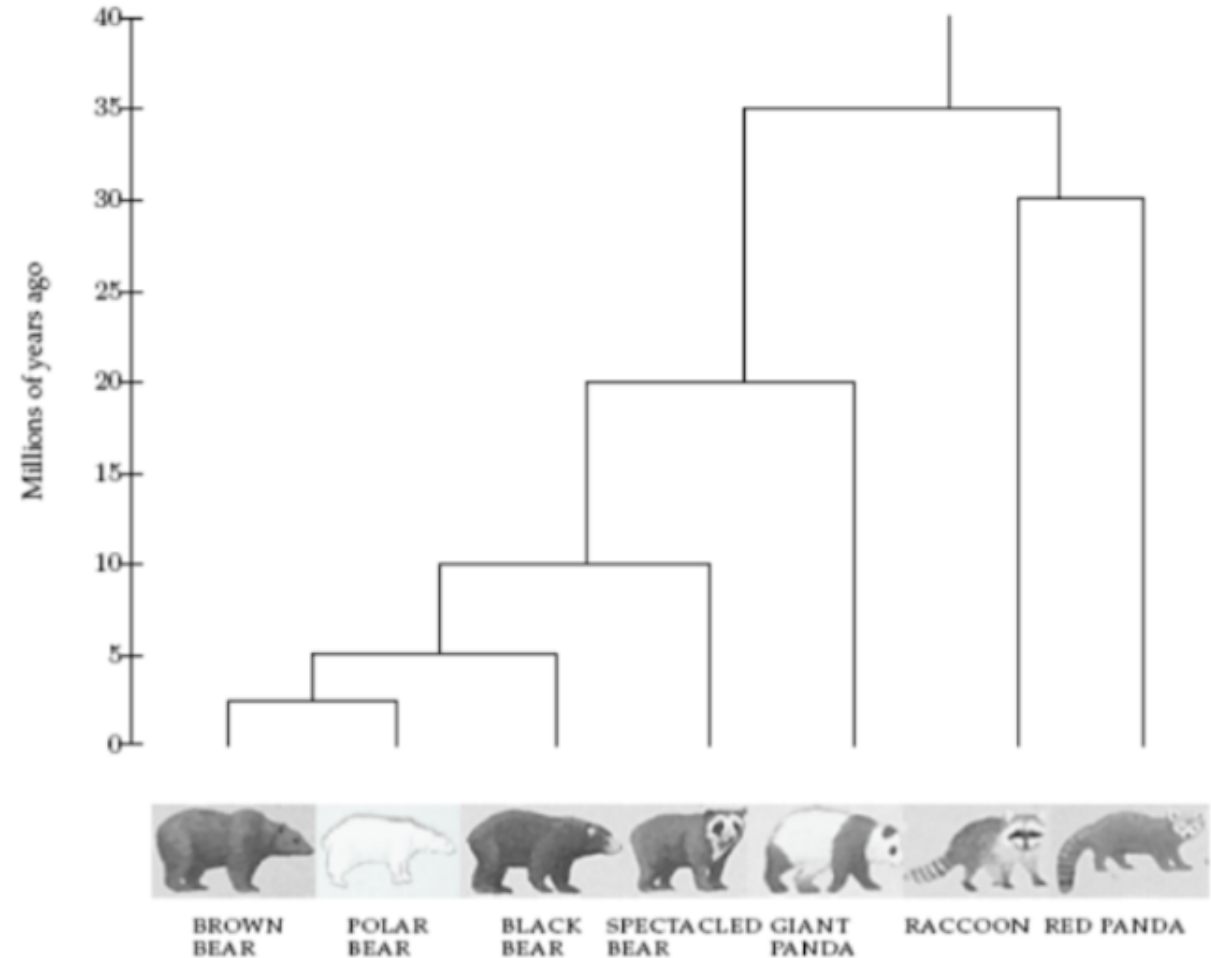 40
35
30
25
20
15
10
5
0
Millions of years ago
BROWN BEAR
POLAR BEAR
BLACK BEAR
SPECTACLED BEAR
GIANT PANDA
RACCOON
RED PANDA